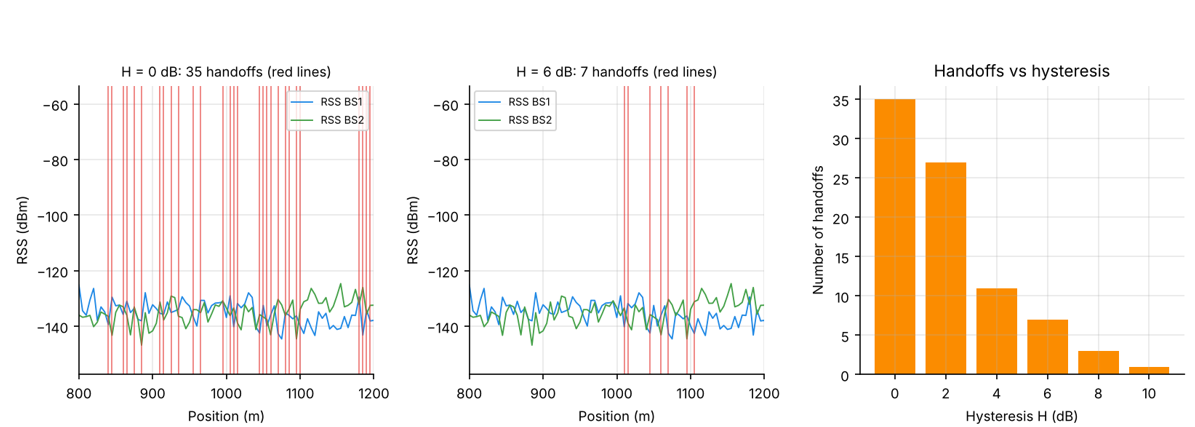 H = 0 dB: 35 handoffs (red lines)
RSS BS1
RSS BS2
−60
−80
−100
−120
−140
RSS (dBm)
800
900
1000
1100
1200
Position (m)
H = 6 dB: 7 handoffs (red lines)
RSS BS1
RSS BS2
−60
−80
−100
−120
−140
RSS (dBm)
800
900
1000
1100
1200
Position (m)
Handoffs vs hysteresis
35
30
25
20
15
10
5
0
Number of handoffs
0
2
4
6
8
10
Hysteresis H (dB)